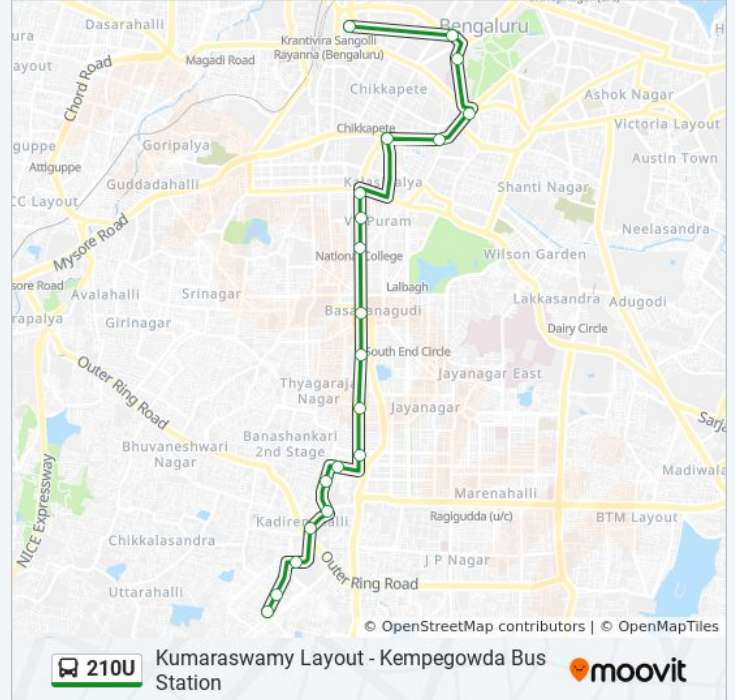 Dasarahalli
Bengaluru
Krantivira Sangolli
Rayanna (Bengaluru)
Magadi Road
Chord Road
Chikkapete
Ashok Nagar
Chikkapete
Victoria Layout
Goripalya
Attiguppe
Austin Town
Guddadahalli
Kalasipalya
Shanti Nagar
CC Layout
Puram
Neelasandra
Mysore Road
National College
Wilson Garden
Lalbagh
Avalahalli
Srinagar
Lakkasandra
Adugodi
Girinagar
Basavanagudi
Dairy Circle
South End Circle
Outer Ring Road
Jayanagar East
Thyagaraja
Nagar
Jayanagar
Banashankari
2nd Stage
Bhuvaneshwari
Nagar
Madiwala
Marenahalli
NICE Expressway
Kadirenahalli
Ragigudda (u/c)
BTM Layout
Chikkalasandra
J P Nagar
Outer Ring Road
Uttarahalli
© OpenStreetMap contributors | © OpenMapTiles
210U
Kumaraswamy Layout - Kempegowda Bus
Station
moovit